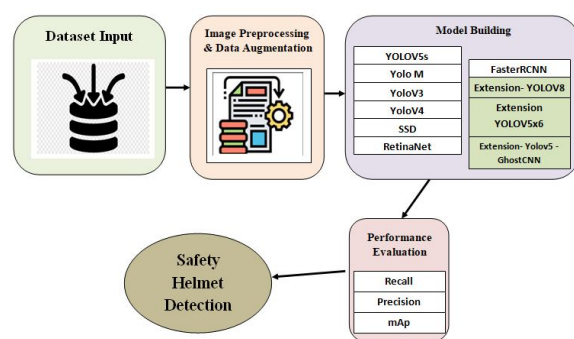 Dataset Input
Image Preprocessing
& Data Augmentation
Model Building
YOLOV5s
Yolo M
YoloV3
YoloV4
SSD
RetinaNet
FasterRCNN
Extension- YOLOV8
Extension
YOLOV5x6
Extension- Yolov5 -
GhostCNN
Performance
Evaluation
Recall
Precision
mAp
Safety
Helmet
Detection